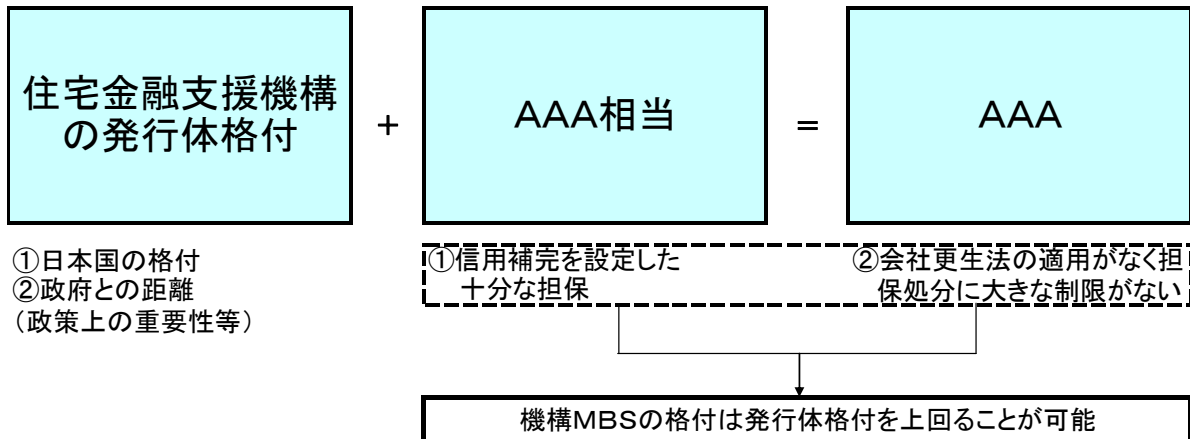 住宅金融支援機構
の発行体格付
+
AAA相当
=
AAA
①日本国の格付
②政府との距離
(政策上の重要性等)
①信用補完を設定した
十分な担保
②会社更生法の適用がなく担
保処分に大きな制限がない
機構MBSの格付は発行体格付を上回ることが可能